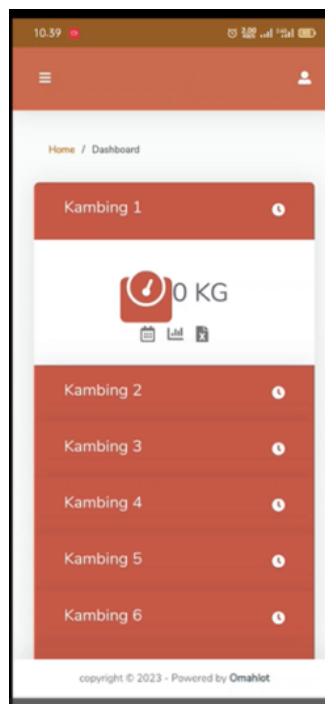 10.39
Home / Dashboard
Kambing 1
0 KG
Kambing 2
Kambing 3
Kambing 4
Kambing 5
Kambing 6
copyright © 2023 - Powered by Omahlot